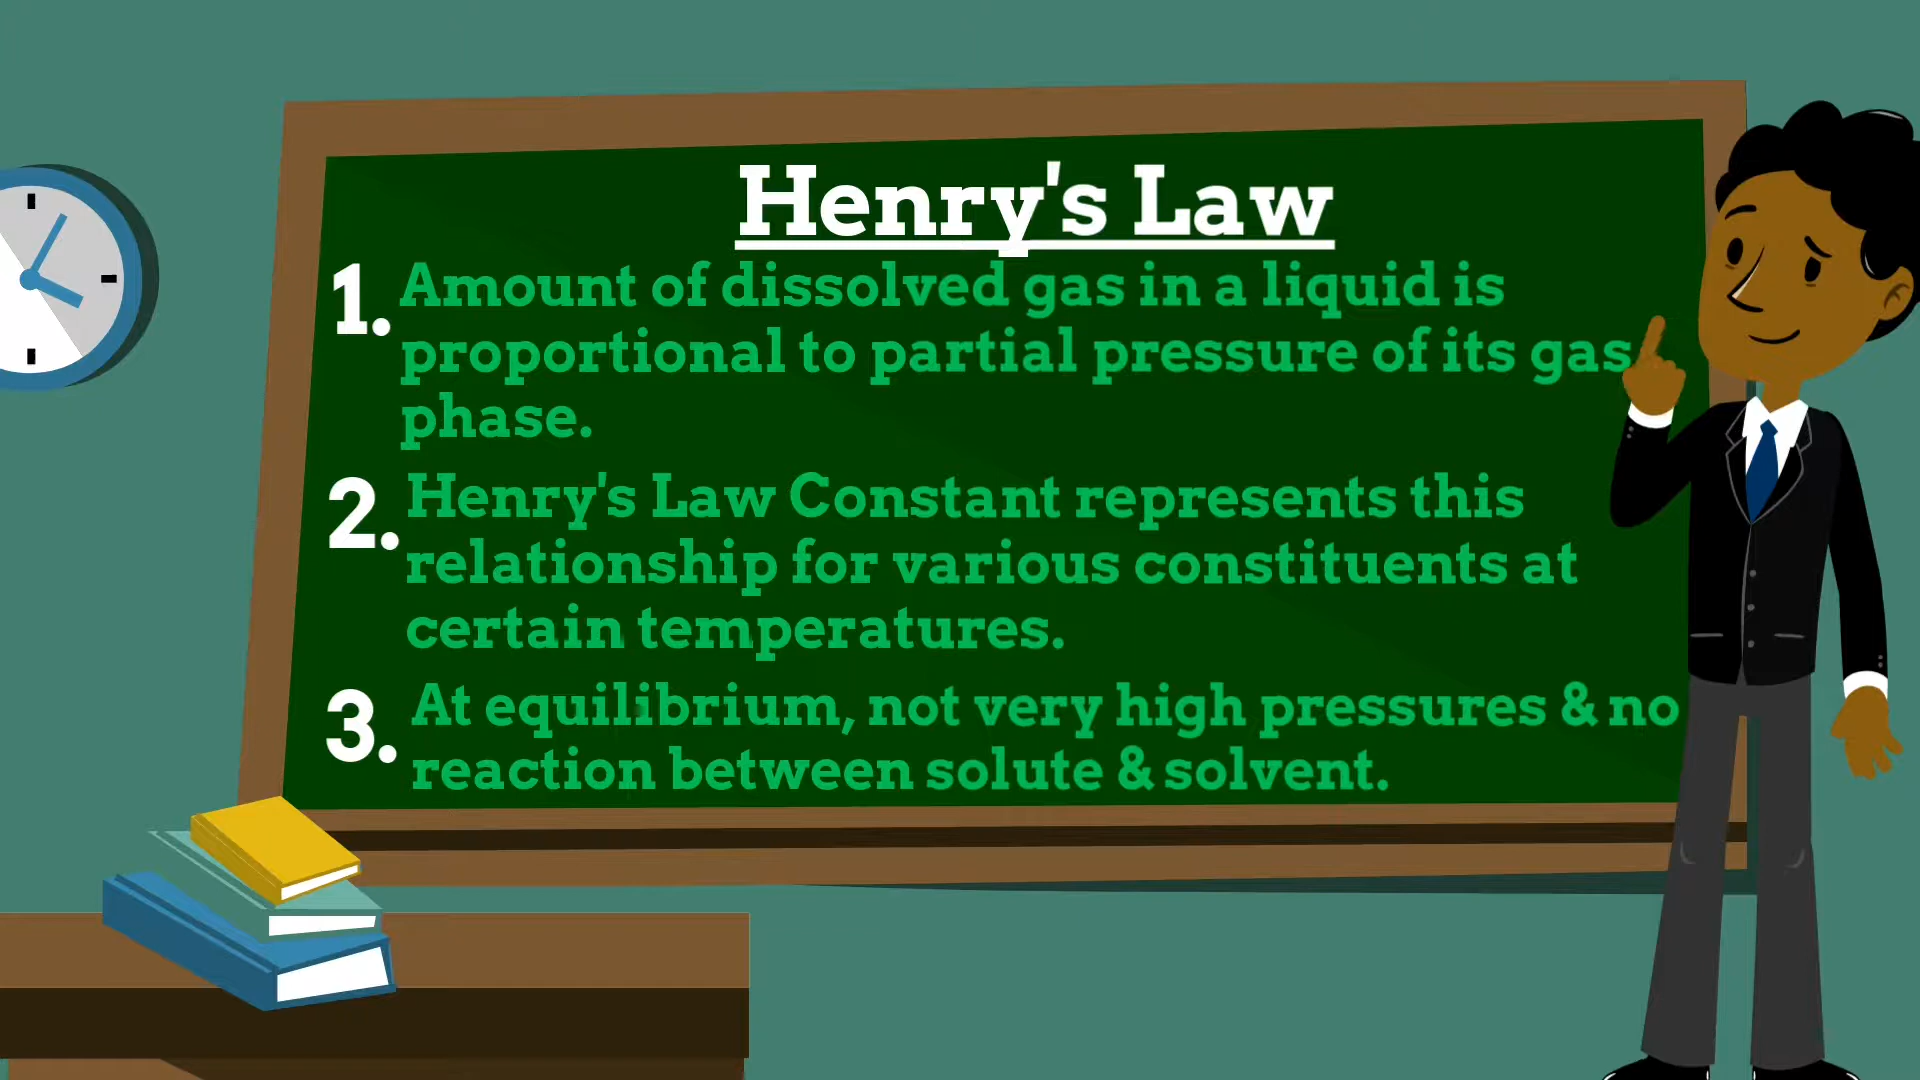 Henry's Law
1. Amount of dissolved gas in a liquid is
proportional to partial pressure of its gas
phase.
2. Henry's Law Constant represents this
relationship for various constituents at
certain temperatures.
3. At equilibrium, not very high pressures & no
reaction between solute & solvent.